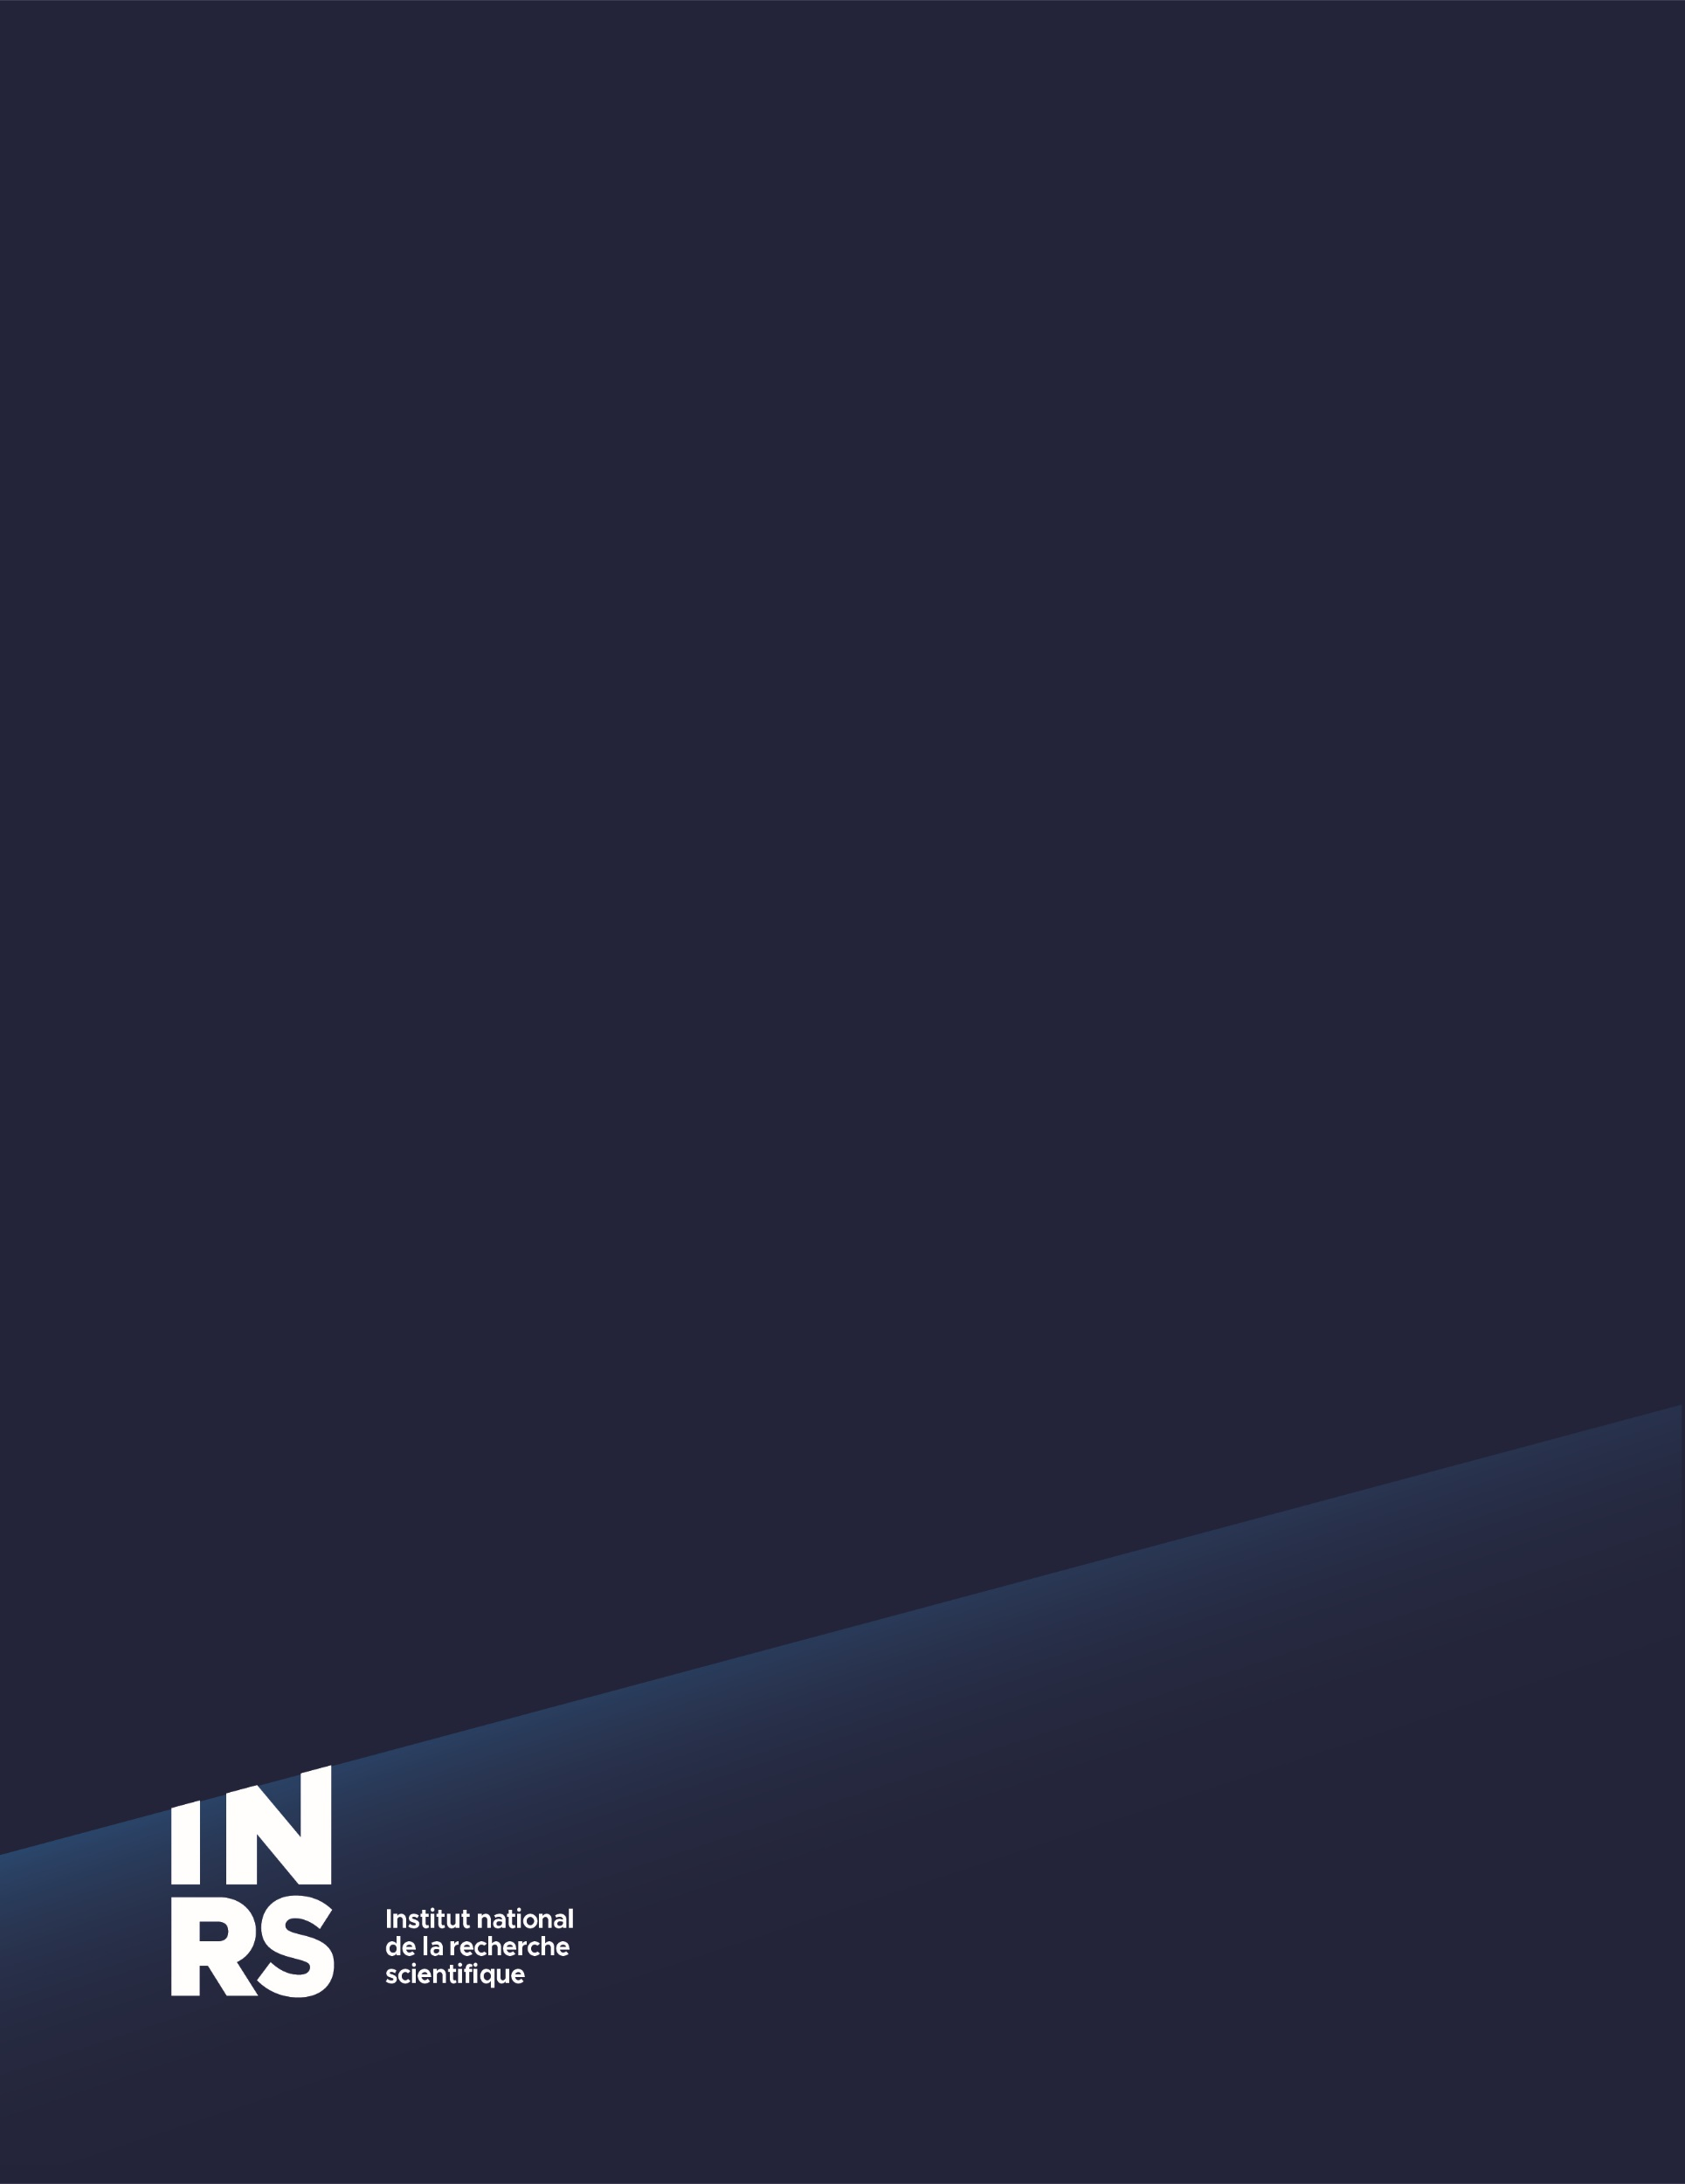 IN
RS
Institut national
de la recherche
scientifique